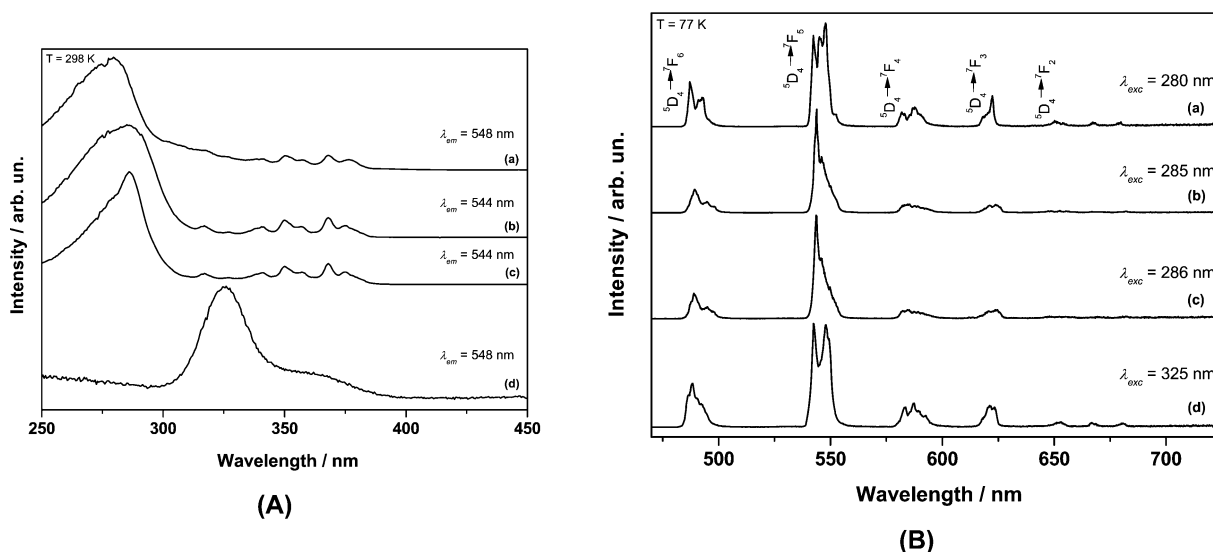 T = 298 K
λem = 548 nm
(a)
λem = 544 nm
(b)
λem = 544 nm
(c)
λem = 548 nm
(d)
Intensity / arb. un.
250 300 350 400 450
Wavelength / nm
(A)
T = 77 K
⁵D₄ → ⁷F₆
⁵D₄ → ⁷F₅
⁵D₄ → ⁷F₄
⁵D₄ → ⁷F₃
⁵D₄ → ⁷F₂
λexc = 280 nm
(a)
λexc = 285 nm
(b)
λexc = 286 nm
(c)
λexc = 325 nm
(d)
Intensity / arb. un.
500 550 600 650 700
Wavelength / nm
(B)